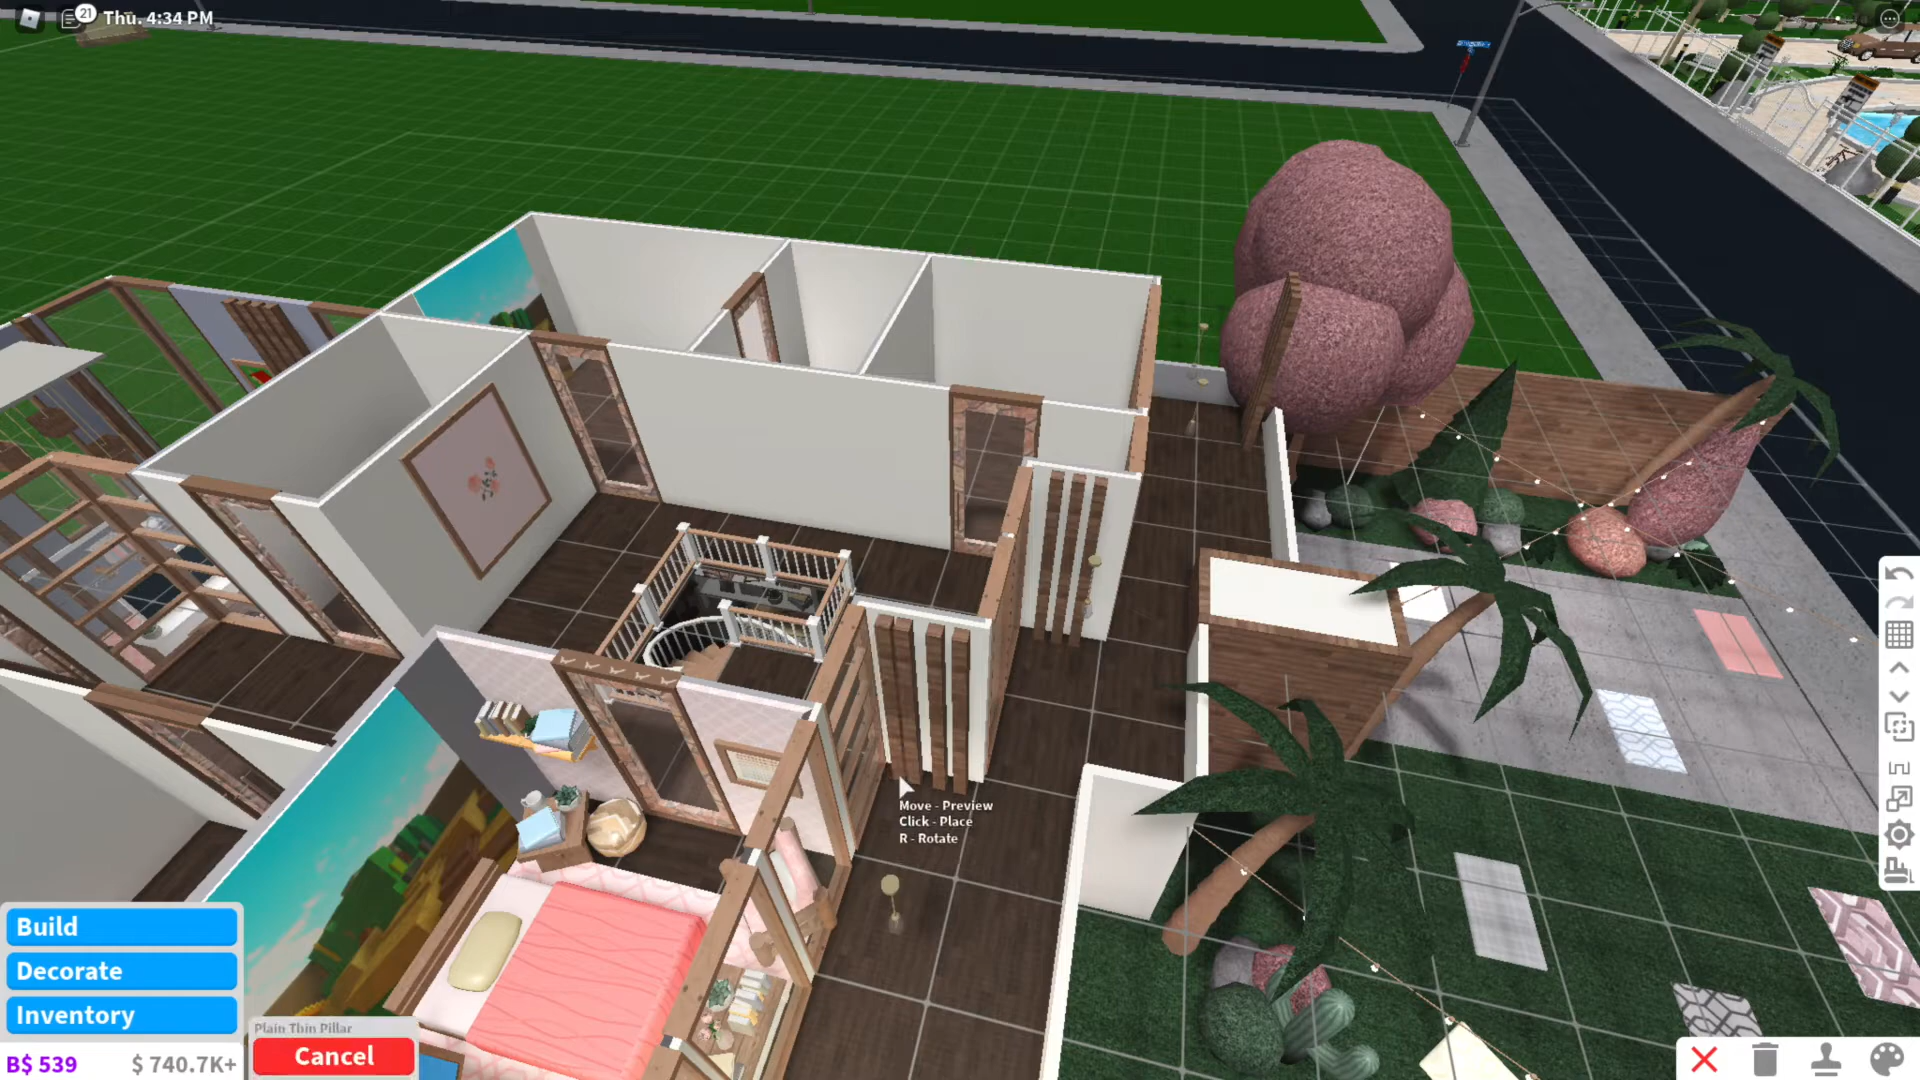 21
Thu. 4:34 PM
Move - Preview
Click - Place
R - Rotate
Build
Decorate
Inventory
Plain Thin Pillar
Cancel
B$ 539
$ 740.7K+